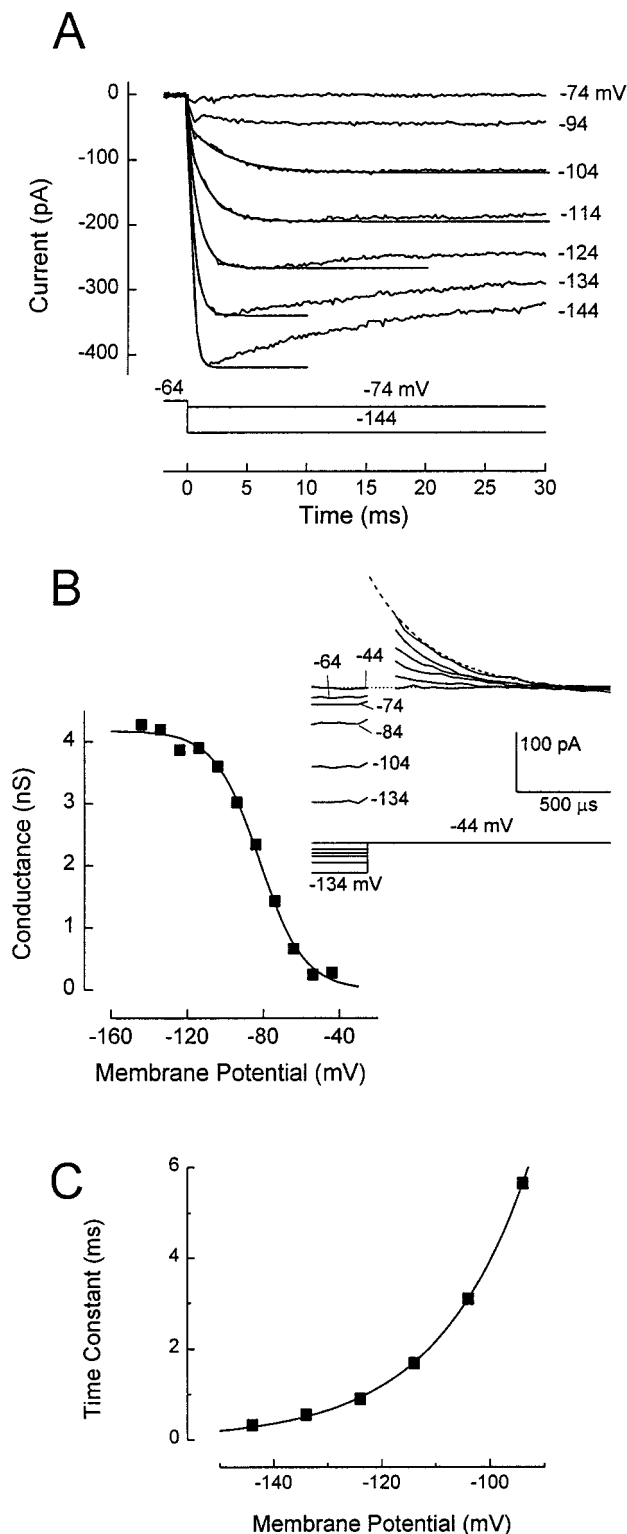 A
0
-100
-200
-300
-400
Current (pA)
-74 mV
-94
-104
-114
-124
-134
-144
-64
-74 mV
-144
0 5 10 15 20 25 30
Time (ms)
B
4
3
2
1
0
Conductance (nS)
-160 -120 -80 -40
Membrane Potential (mV)
-64
-44
-74
-84
-104
-134
100 pA
500 μs
-44 mV
-134 mV
C
6
4
2
0
Time Constant (ms)
-140 -120 -100
Membrane Potential (mV)